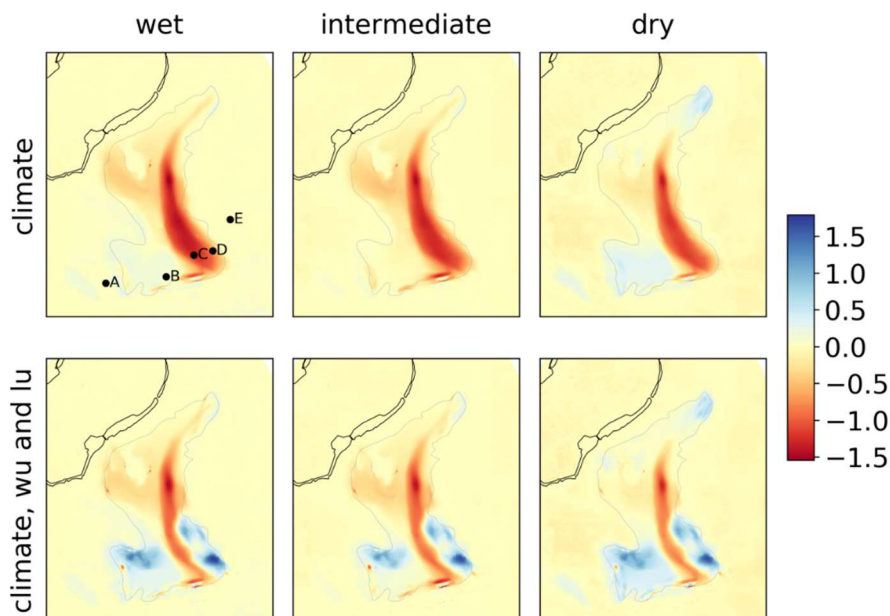 wet intermediate dry
climate
A
B
C
D
E
climate, wu and lu
1.5
1.0
0.5
0.0
−0.5
−1.0
−1.5